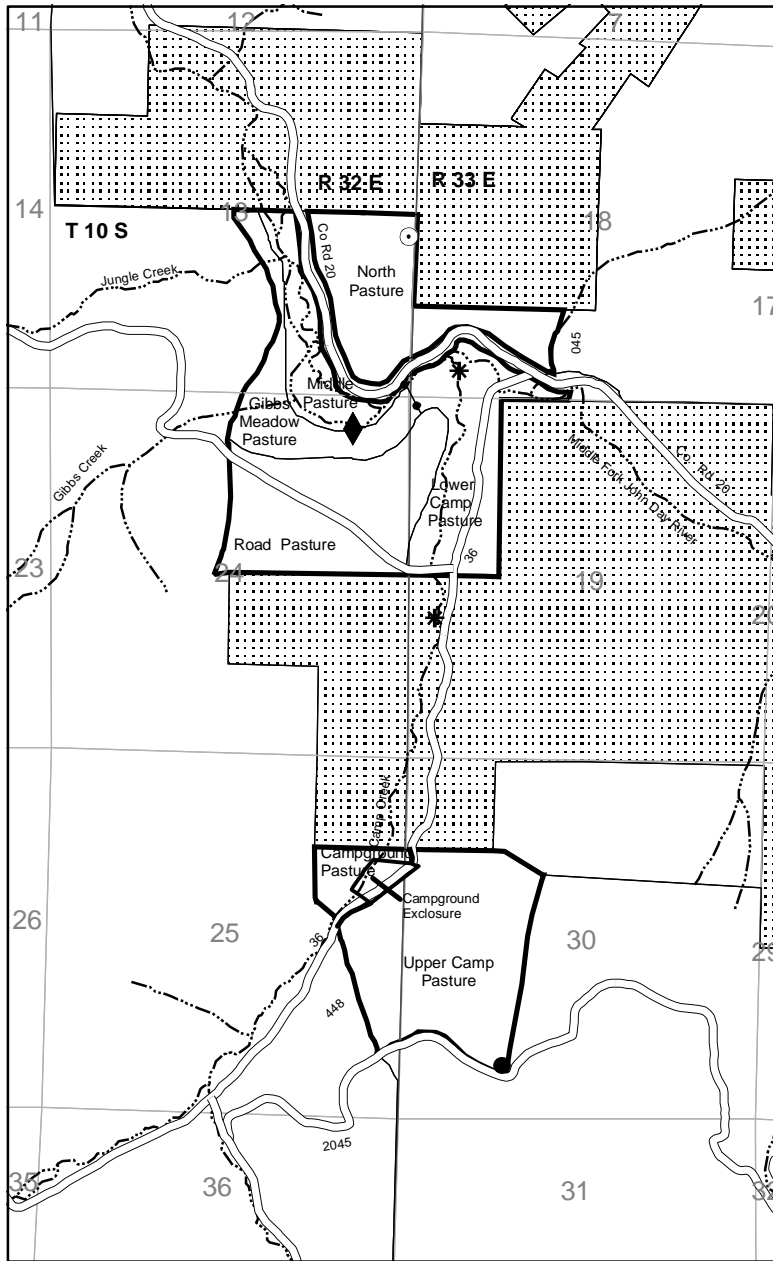 11
12
7
R 32 E
R 33 E
14
13
18
T 10 S
Co Rd 20
Jungle Creek
North
Pasture
17
045
Middle
Pasture
Gibbs
Meadow
Pasture
Gibbs Creek
Lower
Camp
Pasture
Middle Fork John Day River
Co. Rd 20
Road Pasture
36
23
24
19
20
Camp Creek
Campground
Pasture
Campground
Exclosure
26
25
30
29
36
Upper Camp
Pasture
448
2045
35
36
31
32